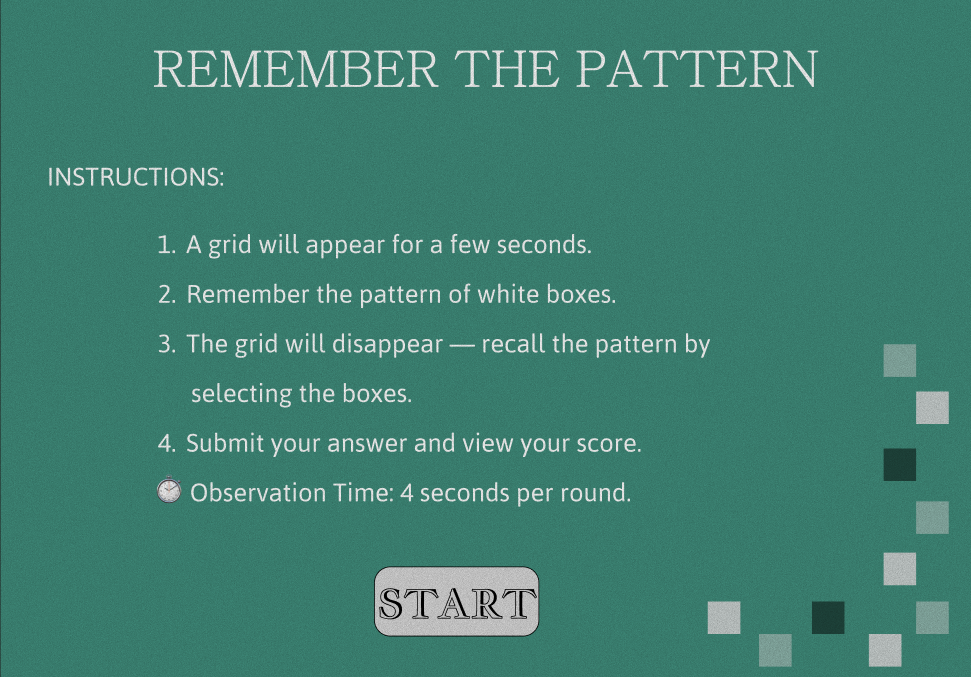 REMEMBER THE PATTERN
INSTRUCTIONS:
1. A grid will appear for a few seconds.
2. Remember the pattern of white boxes.
3. The grid will disappear — recall the pattern by
selecting the boxes.
4. Submit your answer and view your score.
⏱ Observation Time: 4 seconds per round.
START